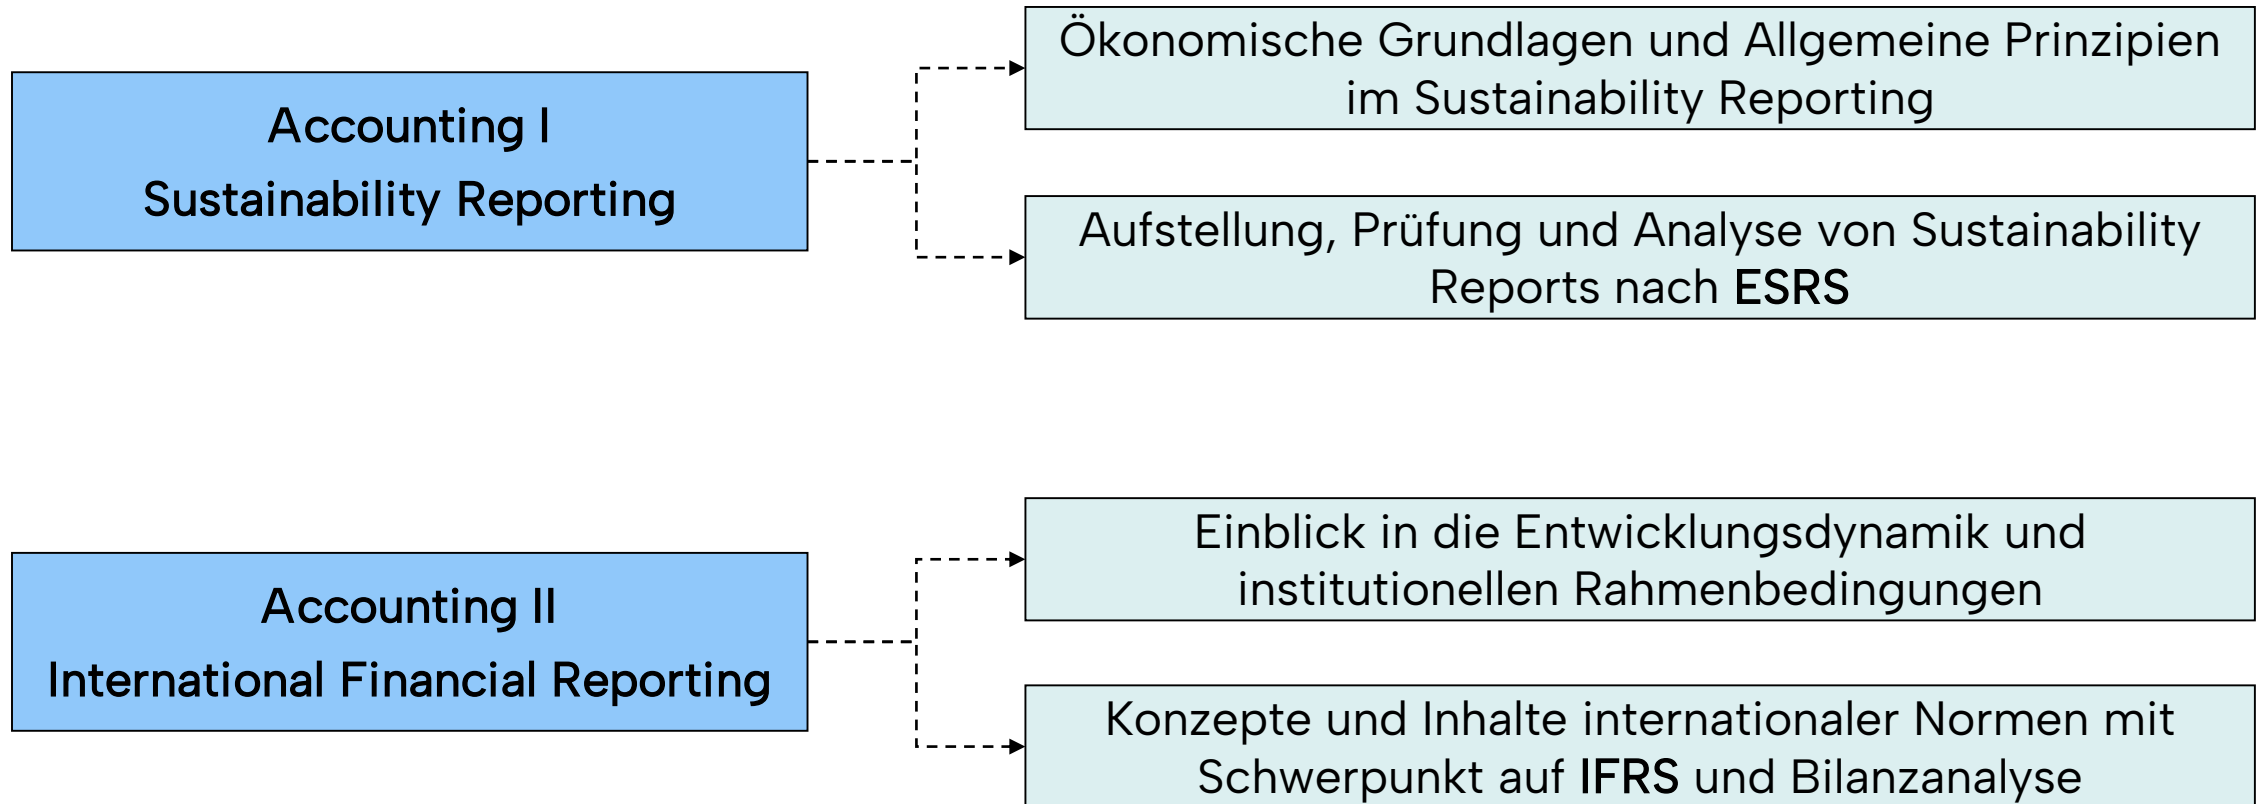 Accounting I
Sustainability Reporting
Ökonomische Grundlagen und Allgemeine Prinzipien
im Sustainability Reporting
Aufstellung, Prüfung und Analyse von Sustainability
Reports nach ESRS
Accounting II
International Financial Reporting
Einblick in die Entwicklungsdynamik und
institutionellen Rahmenbedingungen
Konzepte und Inhalte internationaler Normen mit
Schwerpunkt auf IFRS und Bilanzanalyse